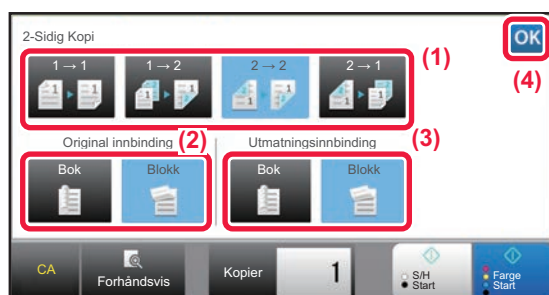 2-Sidig Kopi
OK
1 → 1
1 → 2
2 → 2
2 → 1
(1)
(4)
Original innbinding
(2)
Utmatningsinnbinding
(3)
Bok
Blokk
Bok
Blokk
CA
Forhåndsvis
Kopier
1
S/H
Start
Farge
Start